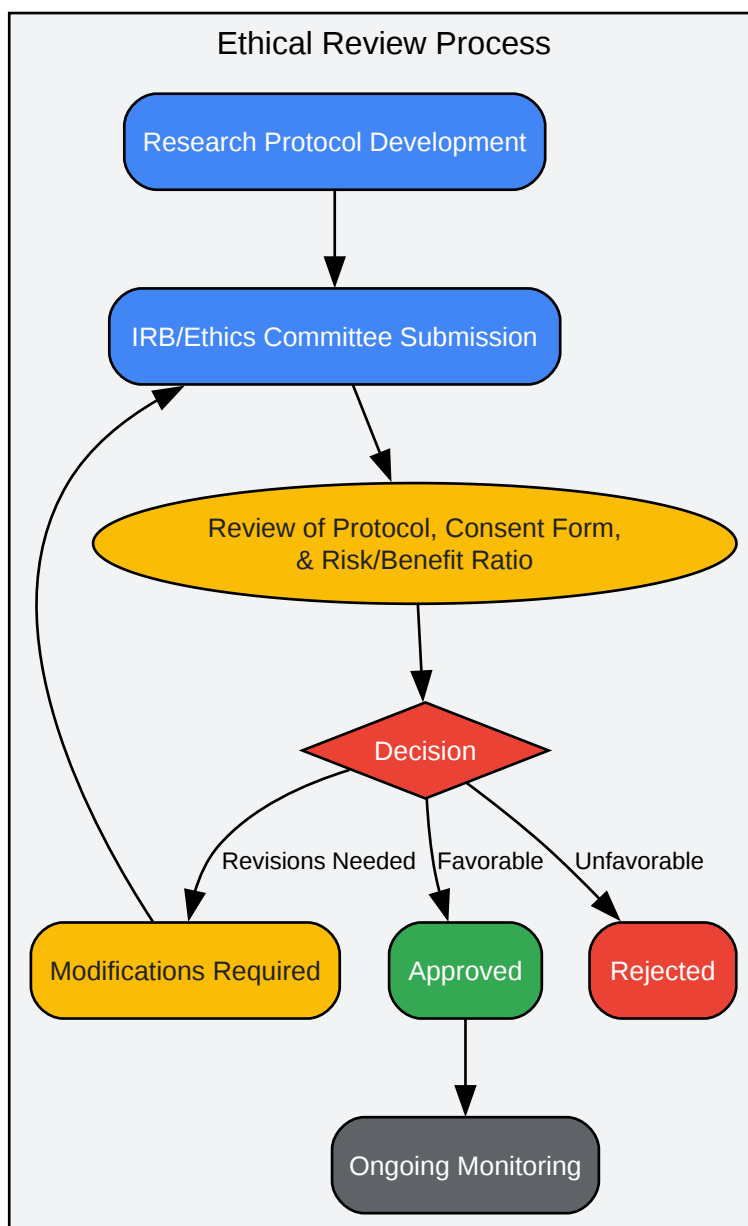 Ethical Review Process
Research Protocol Development
IRB/Ethics Committee Submission
Review of Protocol, Consent Form,
& Risk/Benefit Ratio
Decision
Revisions Needed
Favorable
Unfavorable
Modifications Required
Approved
Rejected
Ongoing Monitoring